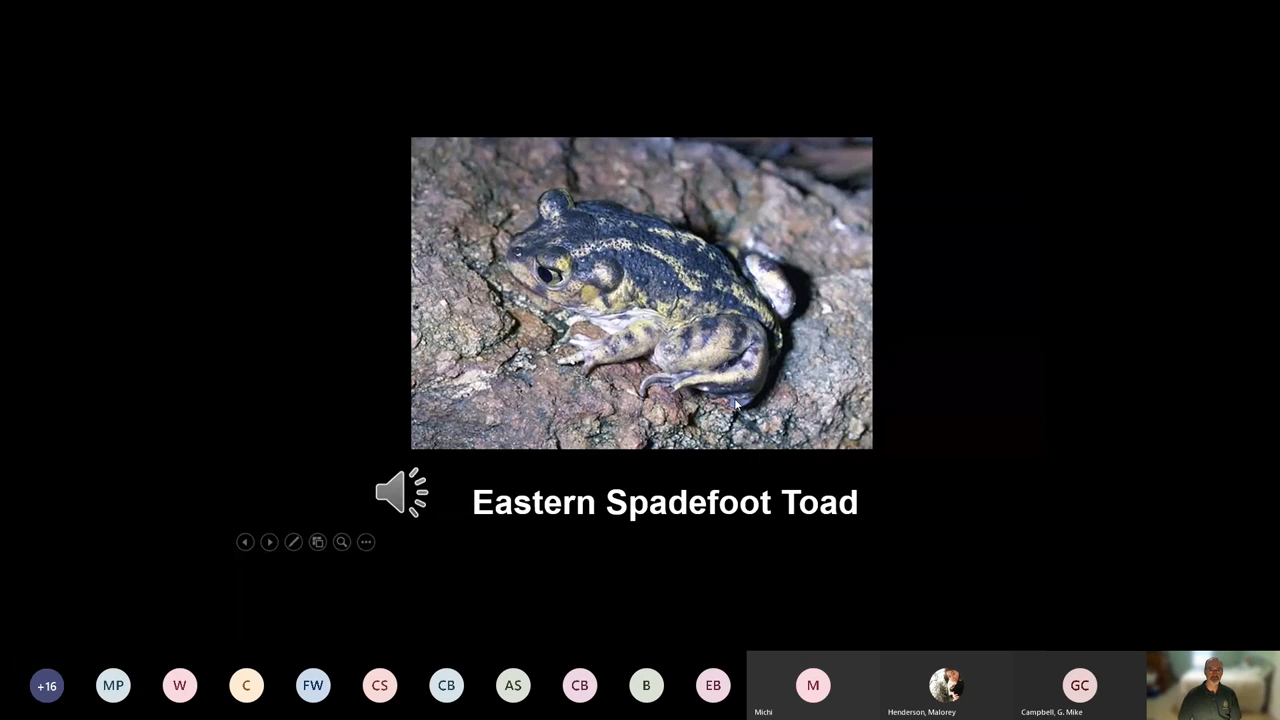 Eastern Spadefoot Toad
+16
MP
W
C
FW
CS
CB
AS
CB
B
EB
M
GC
Michi
Henderson, Malorey
Campbell, G. Mike